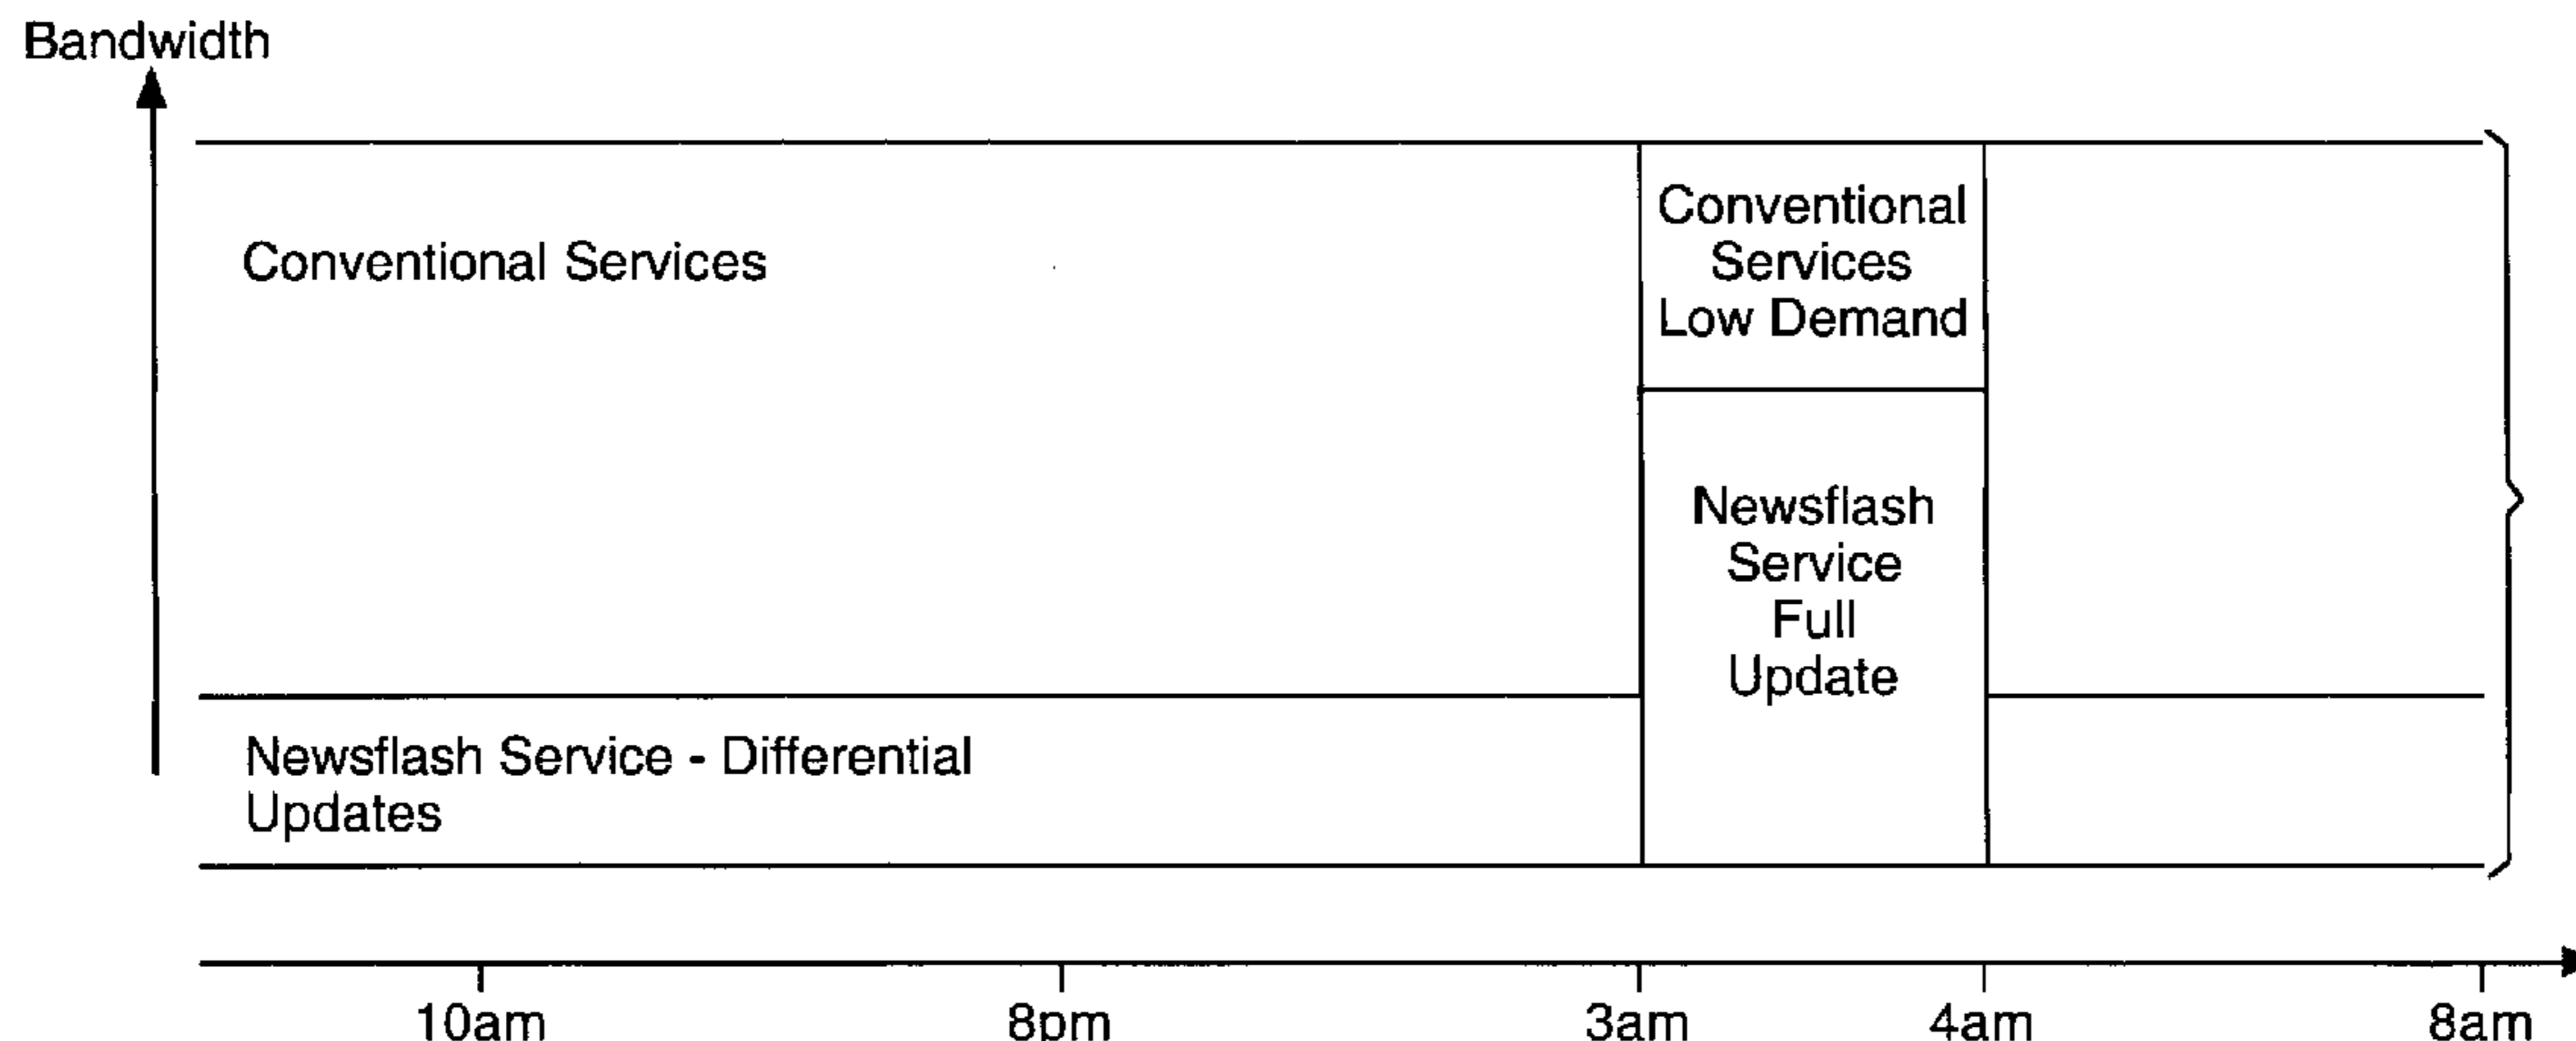 Bandwidth
Conventional Services
Conventional
Services
Low Demand
Newsflash
Service
Full
Update
Newsflash Service - Differential
Updates
10am
8pm
3am
4am
8am